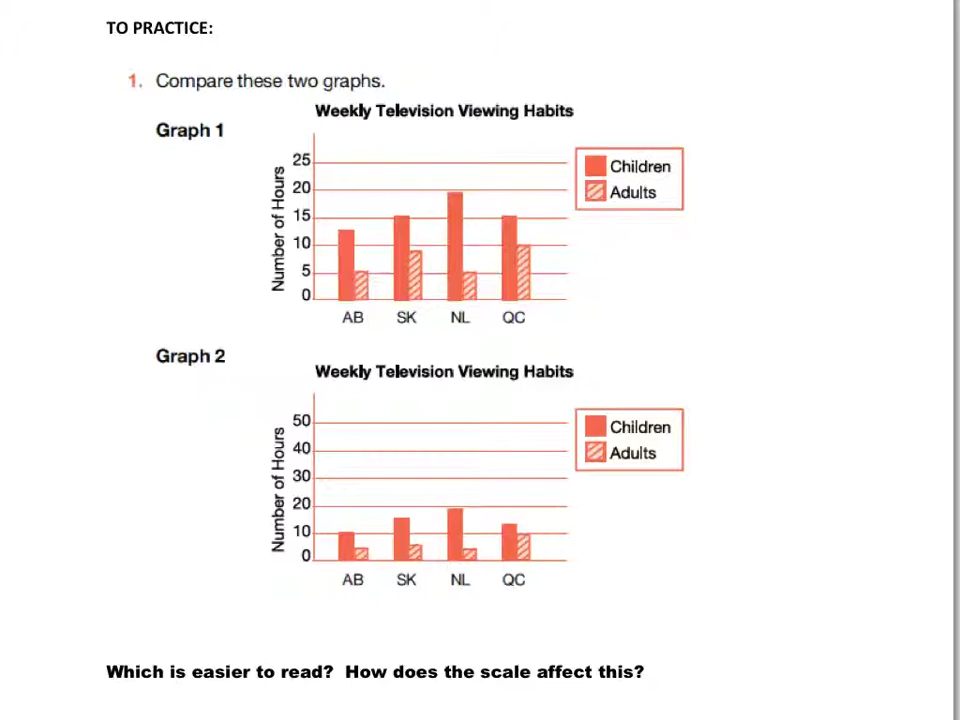 TO PRACTICE:
1. Compare these two graphs.
Weekly Television Viewing Habits
Graph 1
25
20
15
10
5
0
Number of Hours
AB SK NL QC
Children
Adults
Graph 2
Weekly Television Viewing Habits
50
40
30
20
10
0
Number of Hours
AB SK NL QC
Children
Adults
Which is easier to read? How does the scale affect this?